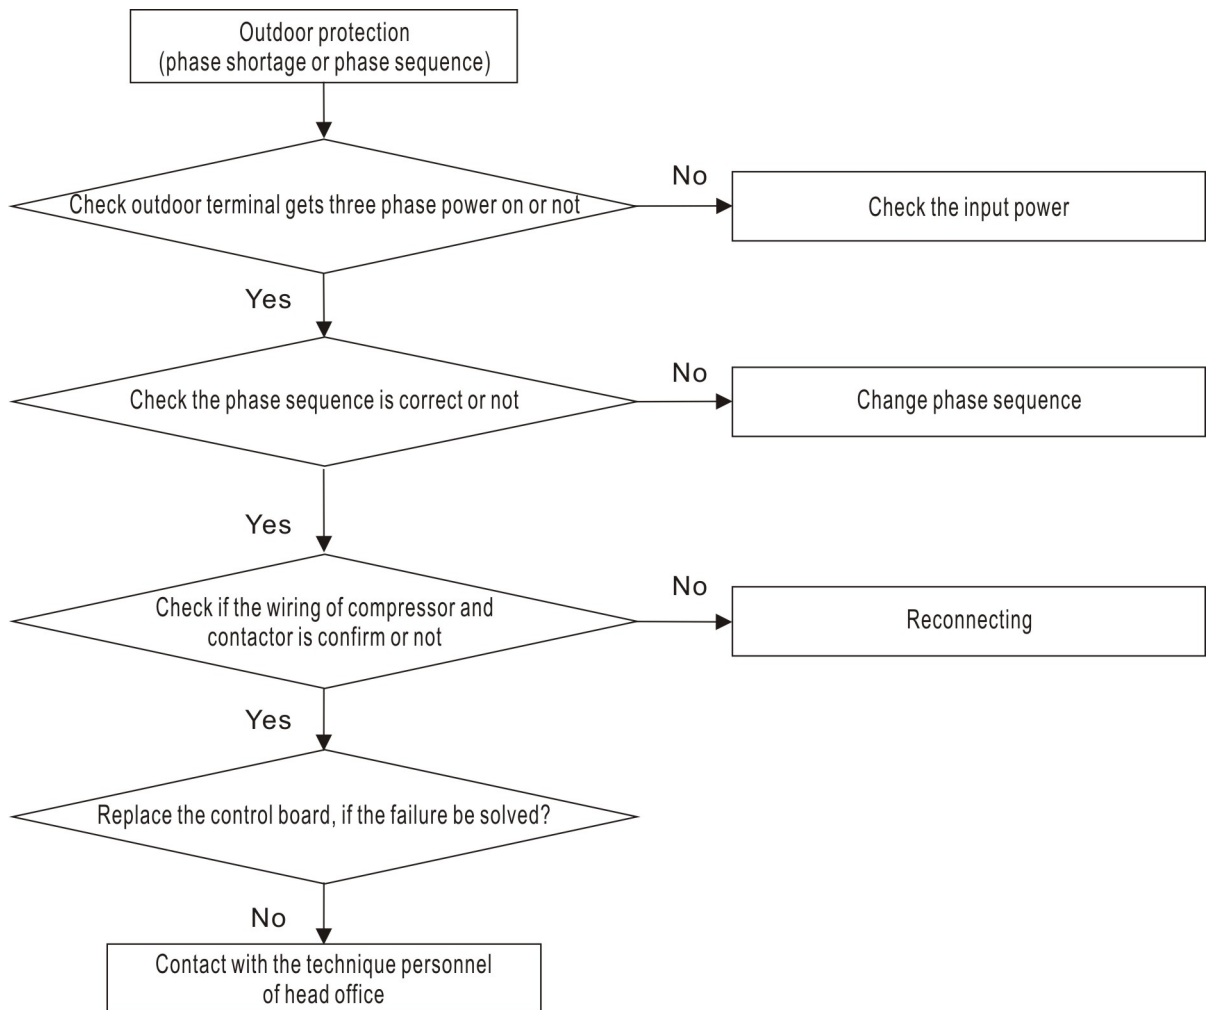 Outdoor protection
(phase shortage or phase sequence)
Check outdoor terminal gets three phase power on or not
No
Check the input power
Yes
Check the phase sequence is correct or not
No
Change phase sequence
Yes
Check if the wiring of compressor and
contactor is confirm or not
No
Reconnecting
Yes
Replace the control board, if the failure be solved?
No
Contact with the technique personnel
of head office